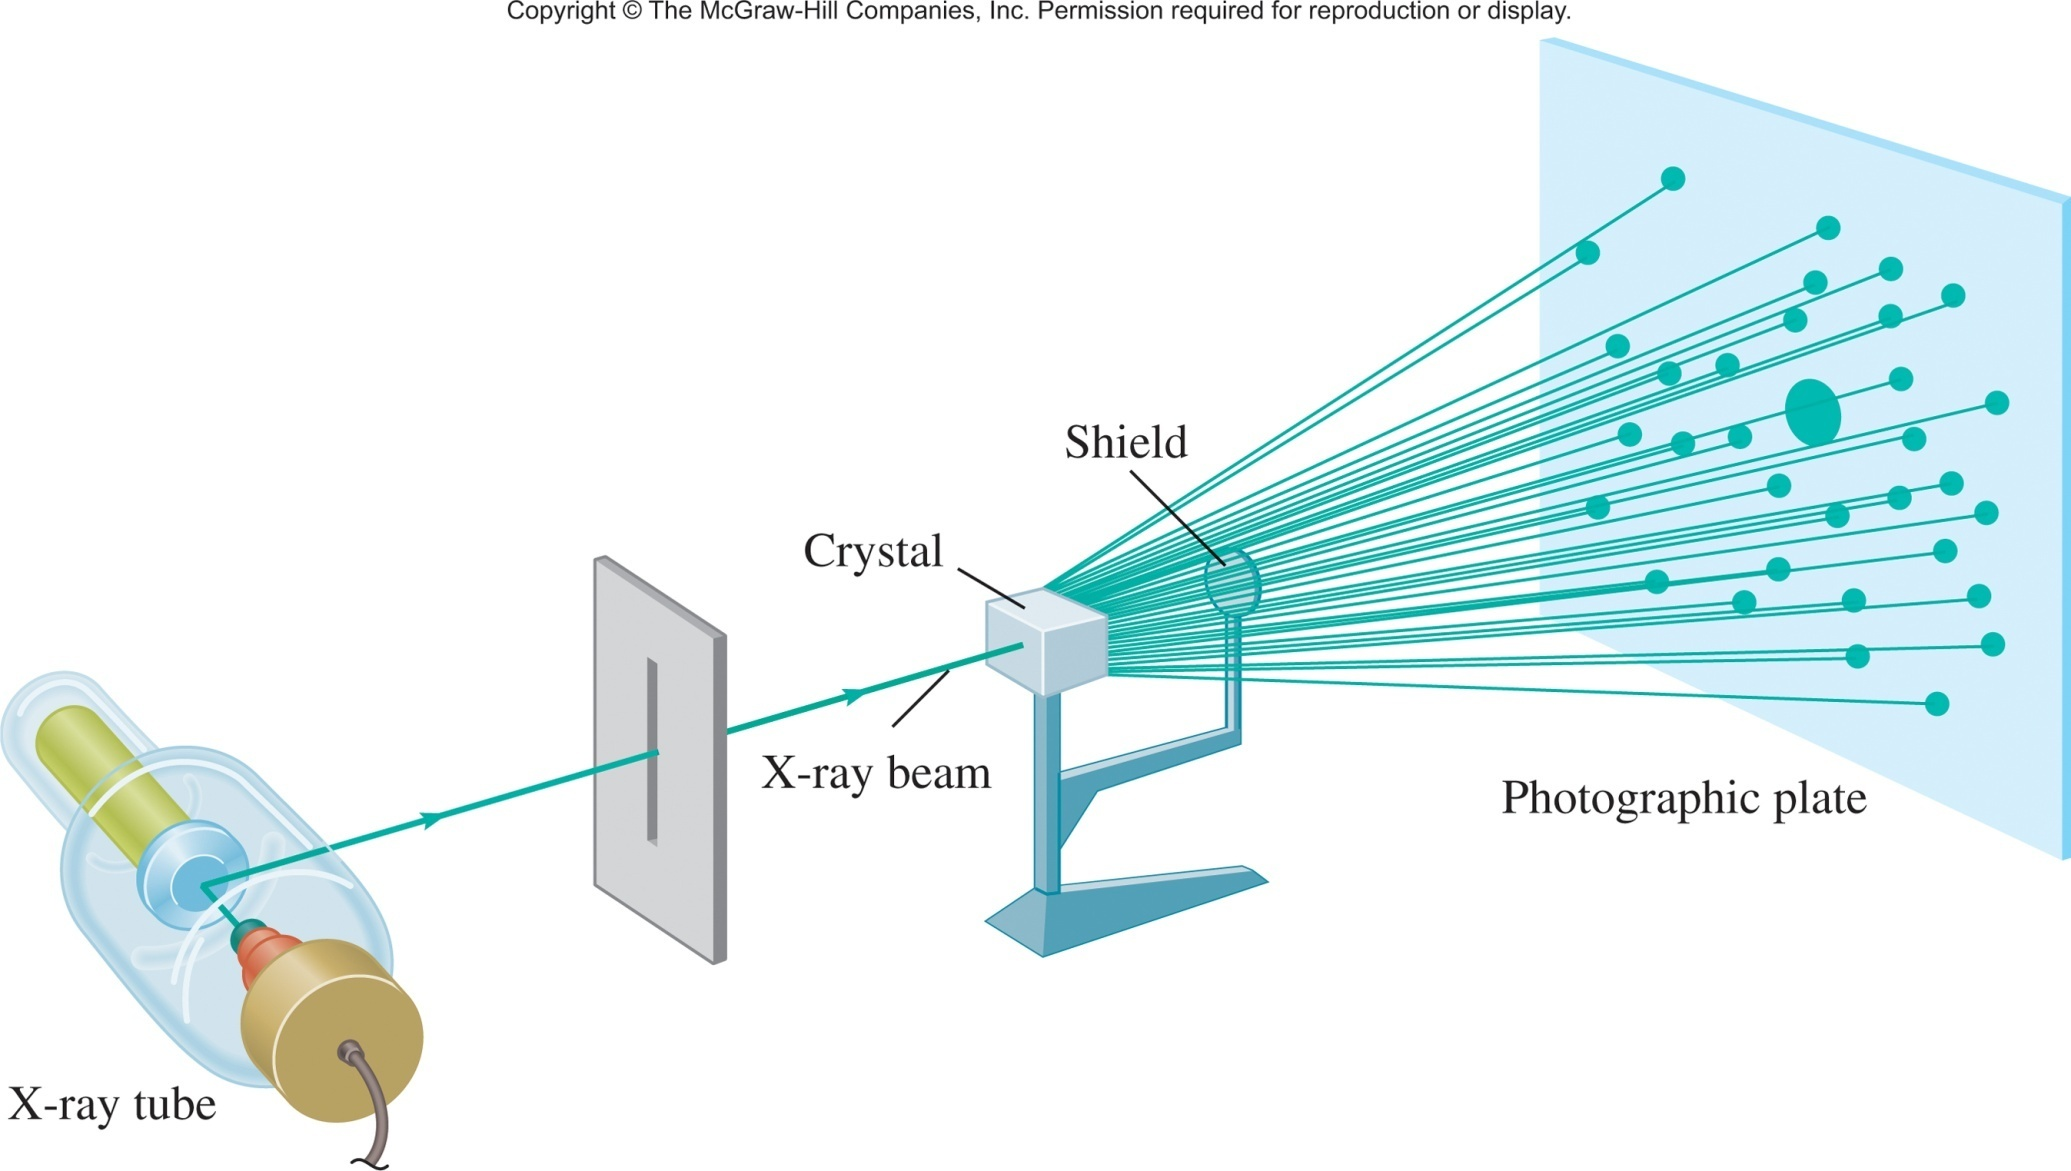 Copyright © The McGraw-Hill Companies, Inc. Permission required for reproduction or display.
Shield
Crystal
X-ray beam
Photographic plate
X-ray tube